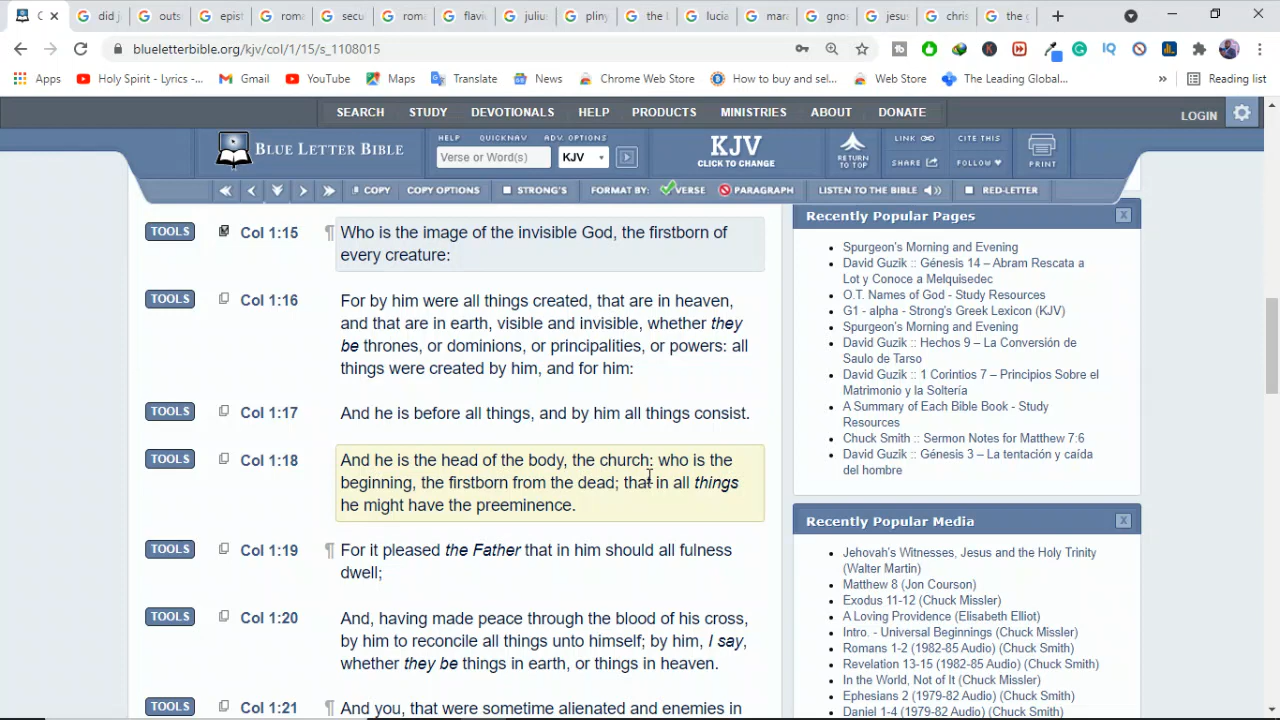 C
did j
outs
epist
rom
secu
rom
flavi
julius
pliny
the l
lucia
mara
gnos
jesus
chris
the g
blueletterbible.org/kjv/col/1/15/s_1108015
Apps
Holy Spirit - Lyrics -...
Gmail
YouTube
Maps
Translate
News
Chrome Web Store
How to buy and sel...
Web Store
The Leading Global...
»
Reading list
SEARCH
STUDY
DEVOTIONALS
HELP
PRODUCTS
MINISTRIES
ABOUT
DONATE
LOGIN
BLUE LETTER BIBLE
HELP
QUICKNAV
ADV. OPTIONS
Verse or Word(s)
KJV
KJV
CLICK TO CHANGE
RETURN
TO TOP
LINK
SHARE
CITE THIS
FOLLOW
PRINT
COPY
COPY OPTIONS
STRONG'S
FORMAT BY:
VERSE
PARAGRAPH
LISTEN TO THE BIBLE
RED-LETTER
TOOLS Col 1:15 ¶ Who is the image of the invisible God, the firstborn of
every creature:
TOOLS Col 1:16 For by him were all things created, that are in heaven,
and that are in earth, visible and invisible, whether they
be thrones, or dominions, or principalities, or powers: all
things were created by him, and for him:
TOOLS Col 1:17 And he is before all things, and by him all things consist.
TOOLS Col 1:18 And he is the head of the body, the church: who is the
beginning, the firstborn from the dead; that in all things
he might have the preeminence.
TOOLS Col 1:19 ¶ For it pleased the Father that in him should all fulness
dwell;
TOOLS Col 1:20 And, having made peace through the blood of his cross,
by him to reconcile all things unto himself; by him, I say,
whether they be things in earth, or things in heaven.
TOOLS Col 1:21 ¶ And you, that were sometime alienated and enemies in
Recently Popular Pages
Spurgeon's Morning and Evening
David Guzik :: Génesis 14 – Abram Rescata a
Lot y Conoce a Melquisedec
O.T. Names of God - Study Resources
G1 - alpha - Strong's Greek Lexicon (KJV)
Spurgeon's Morning and Evening
David Guzik :: Hechos 9 – La Conversión de
Saulo de Tarso
David Guzik :: 1 Corintios 7 – Principios Sobre el
Matrimonio y la Soltería
A Summary of Each Bible Book - Study
Resources
Chuck Smith :: Sermon Notes for Matthew 7:6
David Guzik :: Génesis 3 – La tentación y caída
del hombre
Recently Popular Media
Jehovah's Witnesses, Jesus and the Holy Trinity
(Walter Martin)
Matthew 8 (Jon Courson)
Exodus 11-12 (Chuck Missler)
A Loving Providence (Elisabeth Elliot)
Intro. - Universal Beginnings (Chuck Missler)
Romans 1-2 (1982-85 Audio) (Chuck Smith)
Revelation 13-15 (1982-85 Audio) (Chuck Smith)
In the World, Not of It (Chuck Missler)
Ephesians 2 (1979-82 Audio) (Chuck Smith)
Daniel 1-4 (1979-82 Audio) (Chuck Smith)